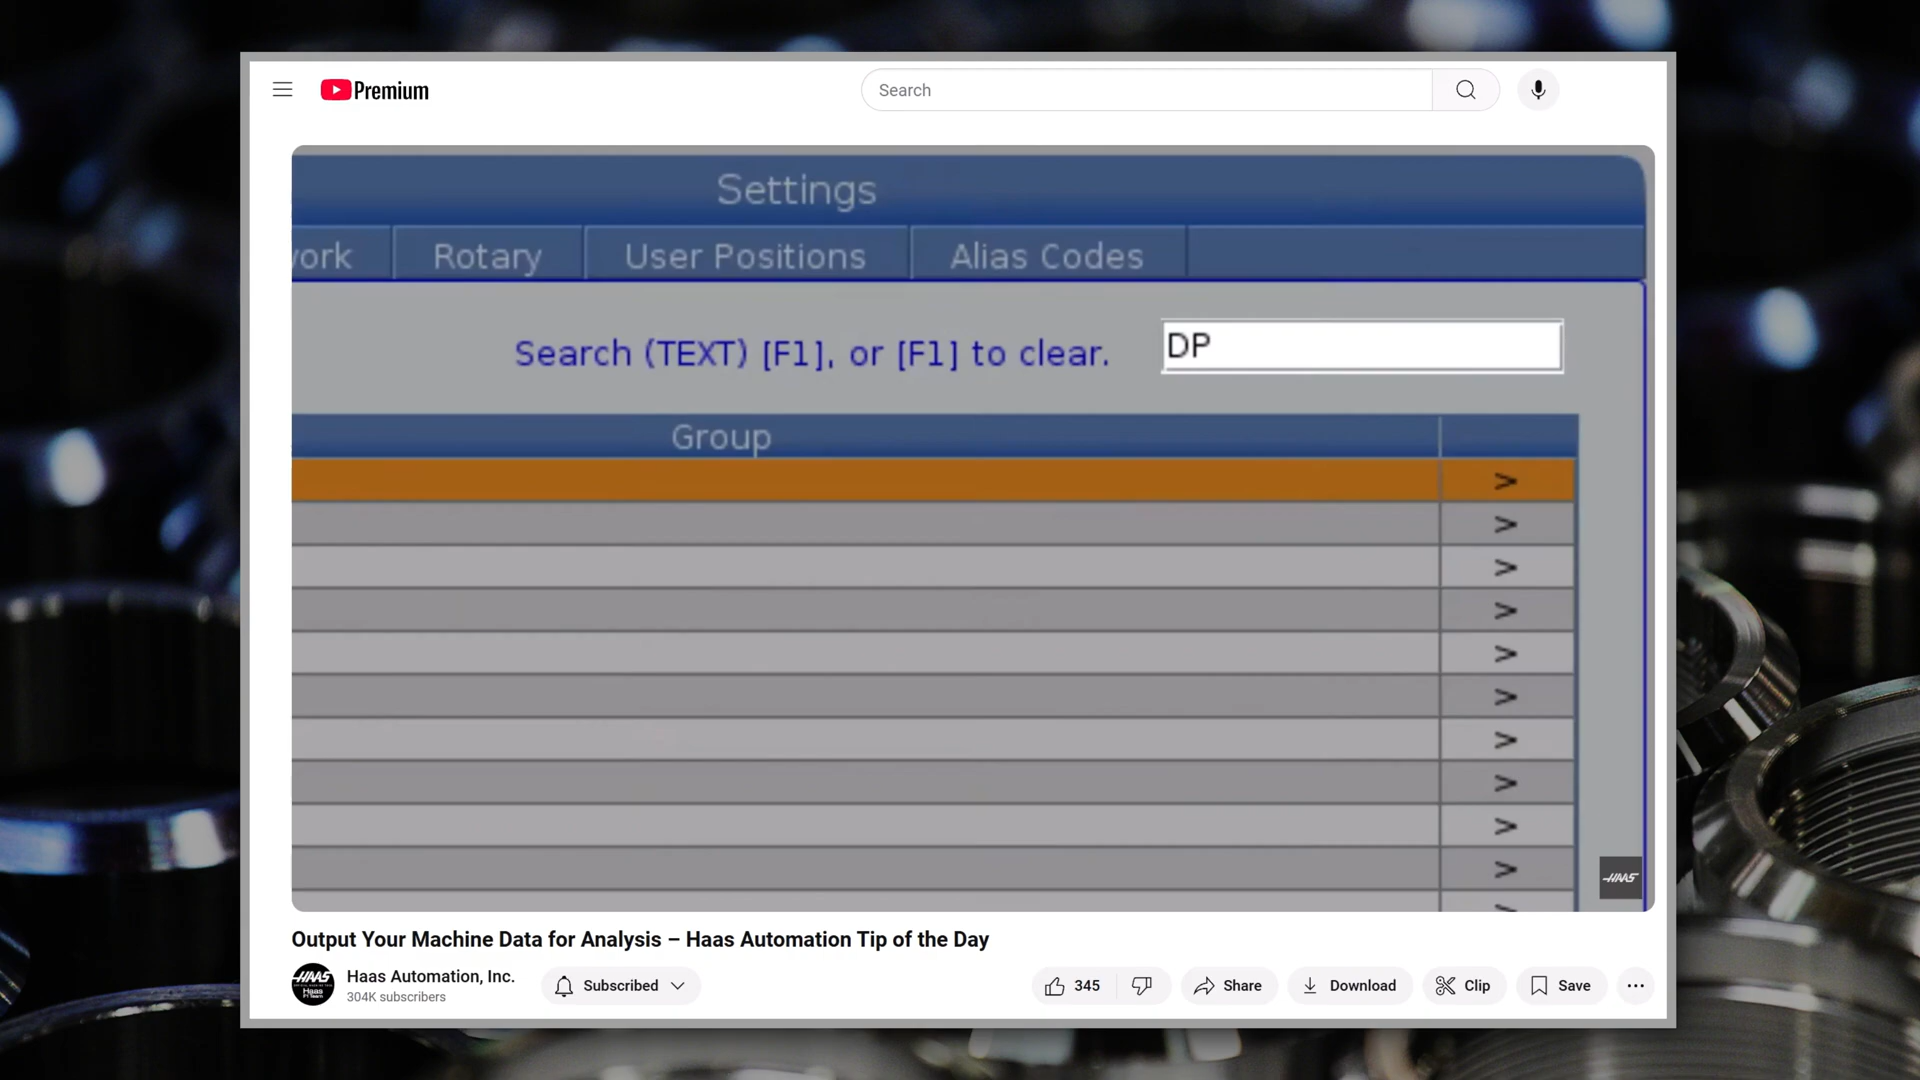 Premium
Search
Settings
Rotary
User Positions
Alias Codes
Search (TEXT) [F1], or [F1] to clear.
DP
Group
>
>
>
>
>
>
>
>
>
>
HAAS
Output Your Machine Data for Analysis – Haas Automation Tip of the Day
Haas Automation, Inc.
304K subscribers
Subscribed
345
Share
Download
Clip
Save